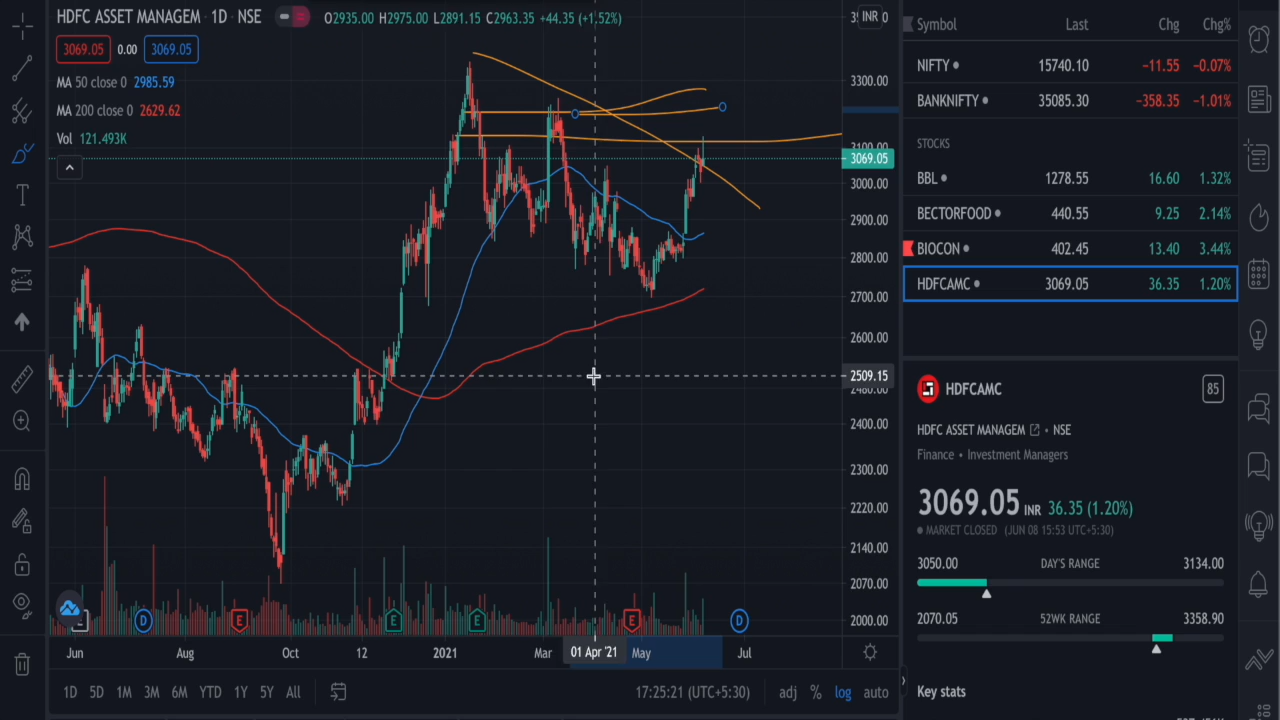 HDFC ASSET MANAGEM · 1D · NSE
O2935.00 H2975.00 L2891.15 C2963.35 +44.35 (+1.52%)
3069.05 0.00 3069.05
MA 50 close 0 2985.59
MA 200 close 0 2629.62
Vol 121.493K
INR
3300.00
3100.00
3069.05
3000.00
2900.00
2800.00
2700.00
2600.00
2509.15
2480.00
2400.00
2300.00
2220.00
2140.00
2070.00
2000.00
E D E E E E D
Jun Aug Oct 12 2021 Mar 01 Apr '21 May Jul
1D 5D 1M 3M 6M YTD 1Y 5Y All 17:25:21 (UTC+5:30) adj % log auto
Symbol Last Chg Chg%
NIFTY 15740.10 −11.55 −0.07%
BANKNIFTY 35085.30 −358.35 −1.01%
STOCKS
BBL 1278.55 16.60 1.32%
BECTORFOOD 440.55 9.25 2.14%
BIOCON 402.45 13.40 3.44%
HDFCAMC 3069.05 36.35 1.20%
HDFCAMC 85
HDFC ASSET MANAGEM • NSE
Finance • Investment Managers
3069.05 INR 36.35 (1.20%)
MARKET CLOSED (JUN 08 15:53 UTC+5:30)
3050.00 DAY'S RANGE 3134.00
2070.05 52WK RANGE 3358.90
Key stats